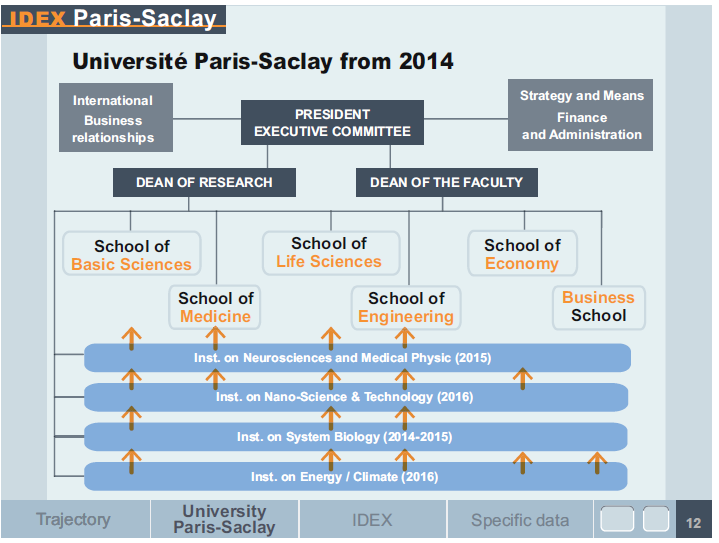 IDEX Paris-Saclay
Université Paris-Saclay from 2014
International
Business
relationships
PRESIDENT
EXECUTIVE COMMITTEE
Strategy and Means
Finance
and Administration
DEAN OF RESEARCH
DEAN OF THE FACULTY
School of
Basic Sciences
School of
Life Sciences
School of
Economy
School of
Medicine
School of
Engineering
Business
School
Inst. on Neurosciences and Medical Physic (2015)
Inst. on Nano-Science & Technology (2016)
Inst. on System Biology (2014-2015)
Inst. on Energy / Climate (2016)
Trajectory
University
Paris-Saclay
IDEX
Specific data
12